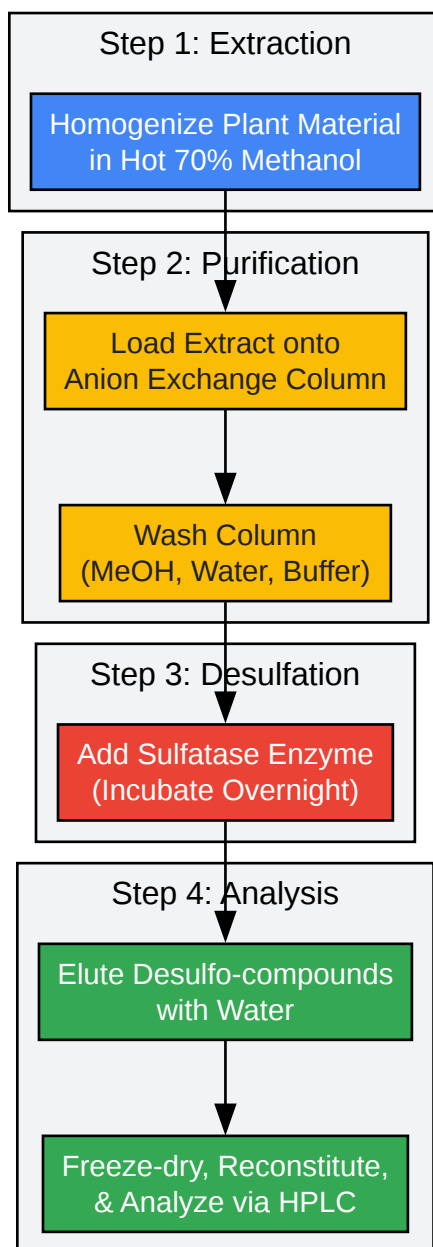 Step 1: Extraction
Homogenize Plant Material
in Hot 70% Methanol
Step 2: Purification
Load Extract onto
Anion Exchange Column
Wash Column
(MeOH, Water, Buffer)
Step 3: Desulfation
Add Sulfatase Enzyme
(Incubate Overnight)
Step 4: Analysis
Elute Desulfo-compounds
with Water
Freeze-dry, Reconstitute,
& Analyze via HPLC